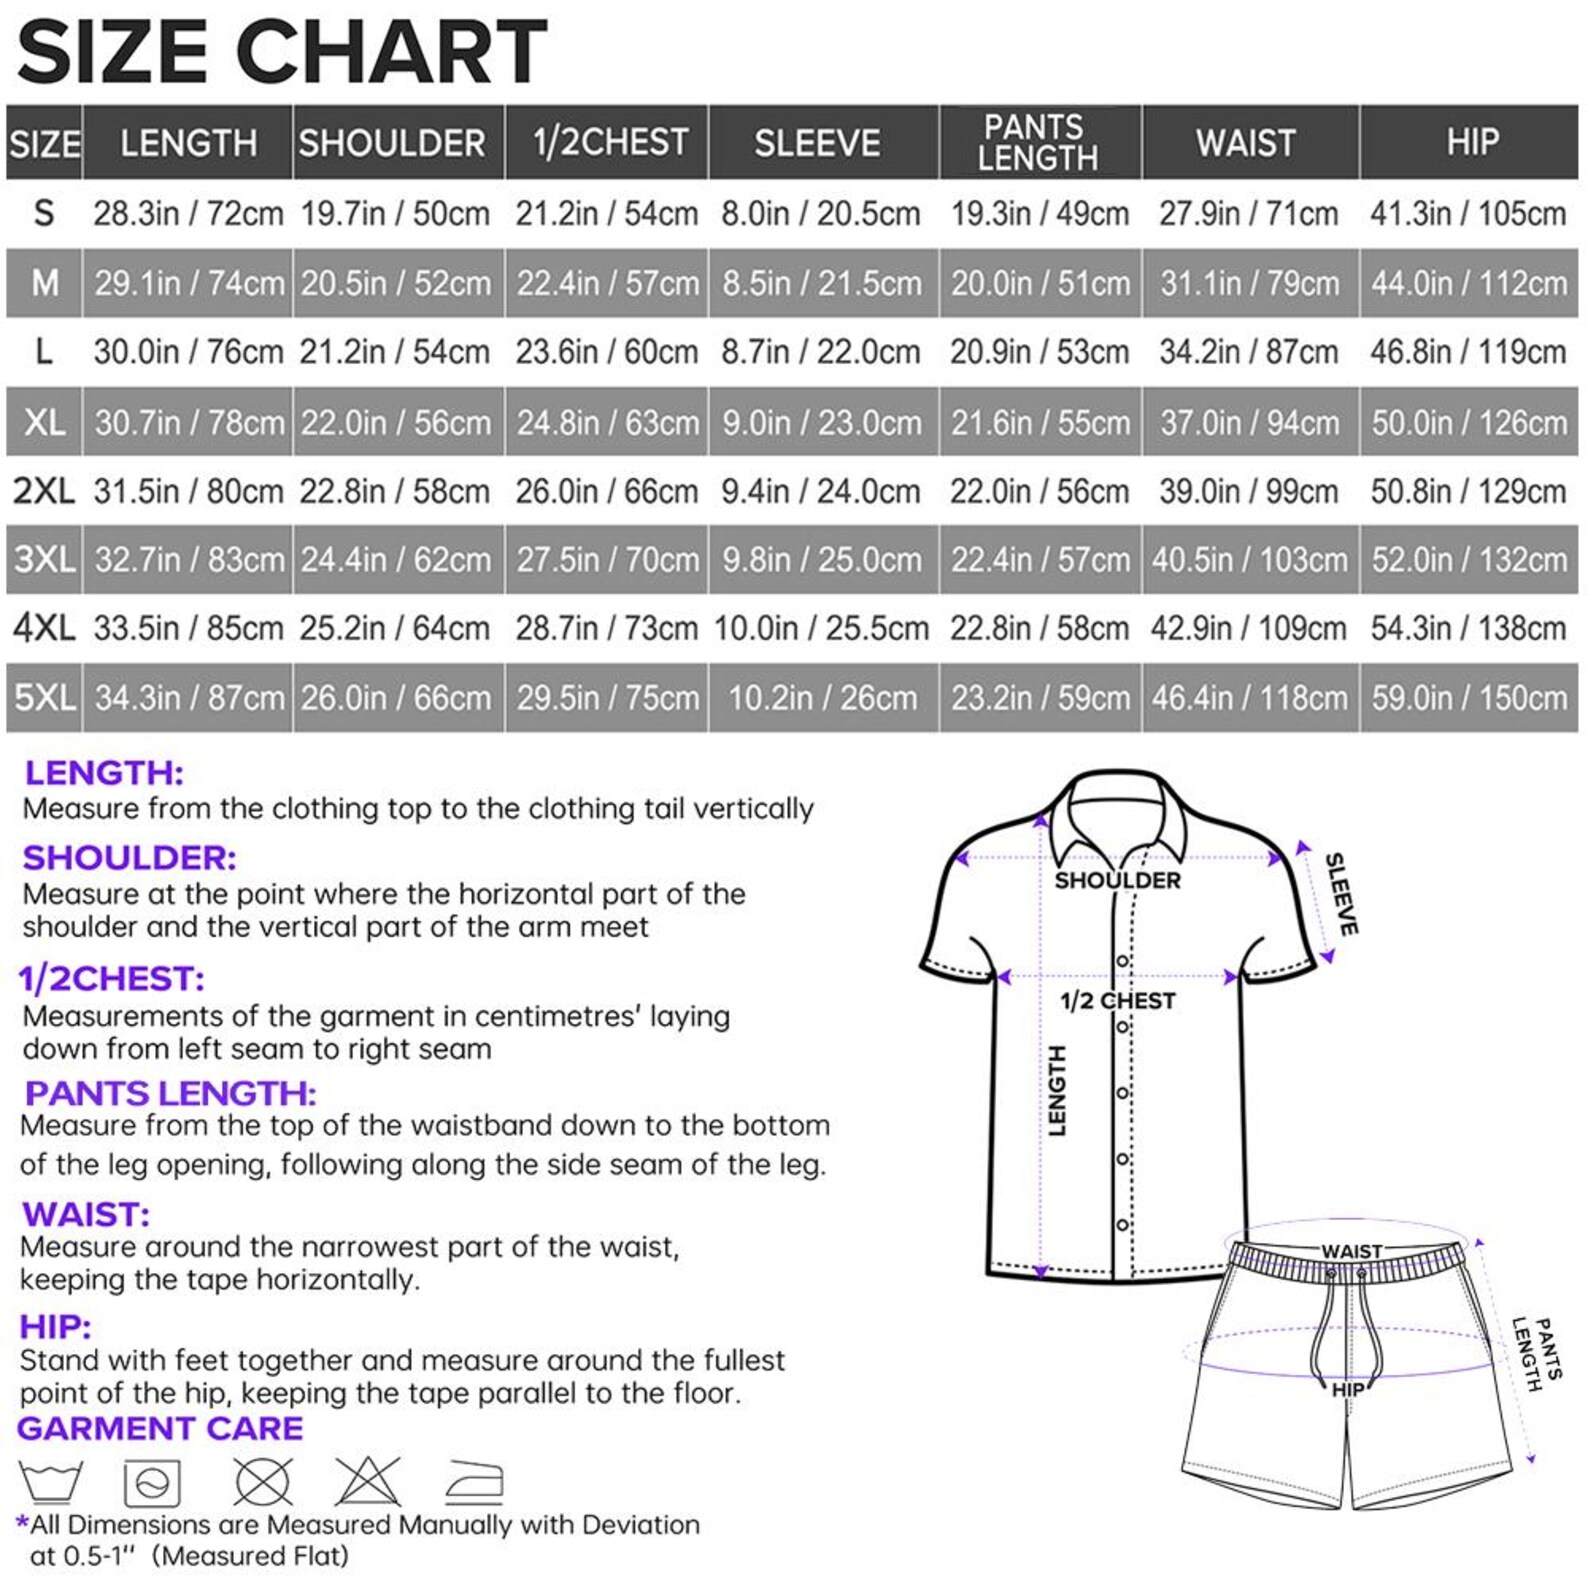 SIZE CHART
SIZE LENGTH SHOULDER 1/2CHEST SLEEVE PANTS LENGTH WAIST HIP
S 28.3in / 72cm 19.7in / 50cm 21.2in / 54cm 8.0in / 20.5cm 19.3in / 49cm 27.9in / 71cm 41.3in / 105cm
M 29.1in / 74cm 20.5in / 52cm 22.4in / 57cm 8.5in / 21.5cm 20.0in / 51cm 31.1in / 79cm 44.0in / 112cm
L 30.0in / 76cm 21.2in / 54cm 23.6in / 60cm 8.7in / 22.0cm 20.9in / 53cm 34.2in / 87cm 46.8in / 119cm
XL 30.7in / 78cm 22.0in / 56cm 24.8in / 63cm 9.0in / 23.0cm 21.6in / 55cm 37.0in / 94cm 50.0in / 126cm
2XL 31.5in / 80cm 22.8in / 58cm 26.0in / 66cm 9.4in / 24.0cm 22.0in / 56cm 39.0in / 99cm 50.8in / 129cm
3XL 32.7in / 83cm 24.4in / 62cm 27.5in / 70cm 9.8in / 25.0cm 22.4in / 57cm 40.5in / 103cm 52.0in / 132cm
4XL 33.5in / 85cm 25.2in / 64cm 28.7in / 73cm 10.0in / 25.5cm 22.8in / 58cm 42.9in / 109cm 54.3in / 138cm
5XL 34.3in / 87cm 26.0in / 66cm 29.5in / 75cm 10.2in / 26cm 23.2in / 59cm 46.4in / 118cm 59.0in / 150cm
LENGTH:
Measure from the clothing top to the clothing tail vertically
SHOULDER:
Measure at the point where the horizontal part of the
shoulder and the vertical part of the arm meet
1/2CHEST:
Measurements of the garment in centimetres' laying
down from left seam to right seam
PANTS LENGTH:
Measure from the top of the waistband down to the bottom
of the leg opening, following along the side seam of the leg.
WAIST:
Measure around the narrowest part of the waist,
keeping the tape horizontally.
HIP:
Stand with feet together and measure around the fullest
point of the hip, keeping the tape parallel to the floor.
GARMENT CARE
*All Dimensions are Measured Manually with Deviation
at 0.5-1" (Measured Flat)
SHOULDER
SLEEVE
1/2 CHEST
LENGTH
WAIST
HIP
PANTS
LENGTH